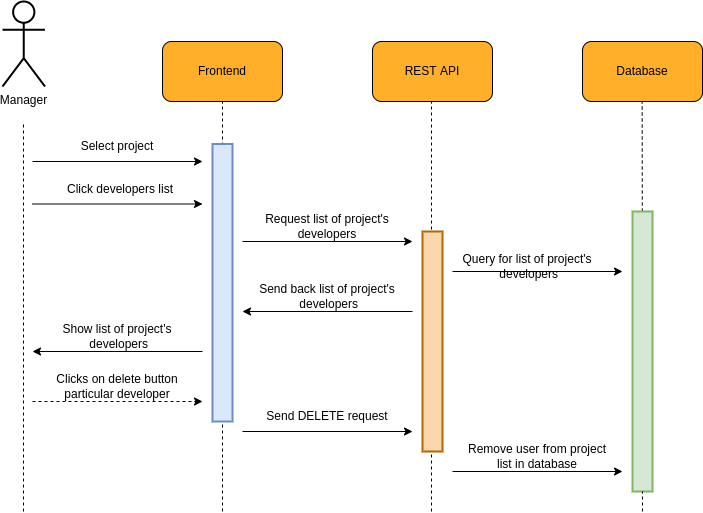 Manager
Frontend
REST API
Database
Select project
Click developers list
Request list of project's
developers
Query for list of project's
developers
Send back list of project's
developers
Show list of project's
developers
Clicks on delete button
particular developer
Send DELETE request
Remove user from project
list in database